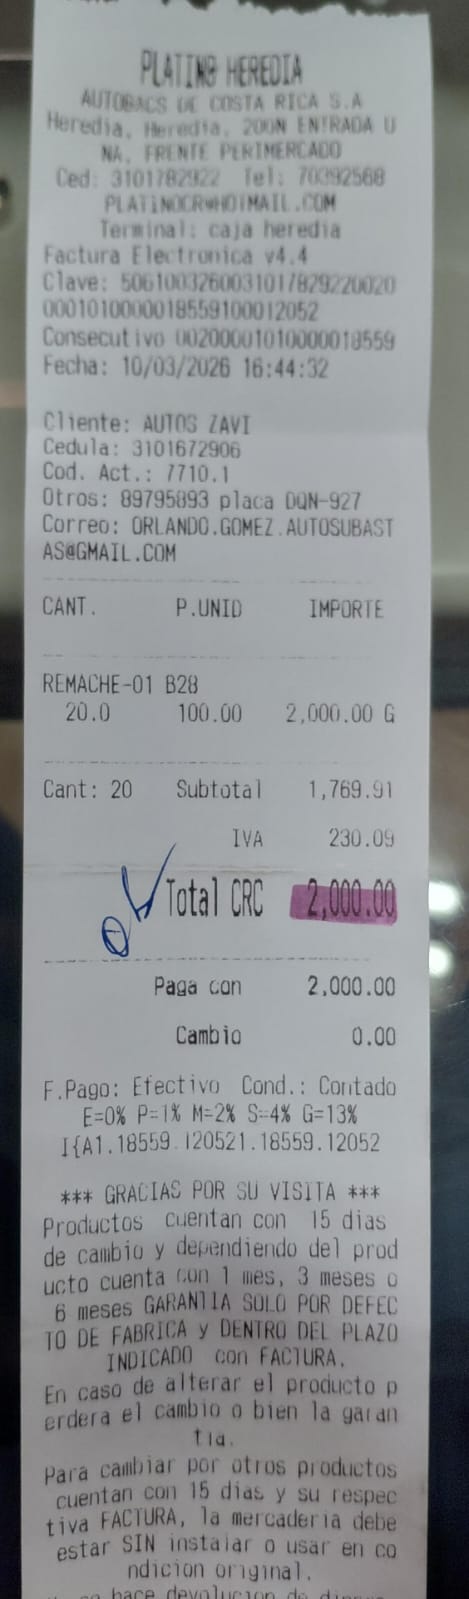 PLATINO HEREDIA
AUTOBACS DE COSTA RICA S.A
Heredia, Heredia, 200N ENTRADA U
NA, FRENTE PERIMERCADO
Ced: 3101782922 Tel: 70392568
PLATINOCR@HOTMAIL.COM
Terminal: caja heredia
Factura Electronica v4.4
Clave: 5061003260031017829220020
0001010000018559100012052
Consecutivo 00200001010000018559
Fecha: 10/03/2026 16:44:32
Cliente: AUTOS ZAVI
Cedula: 3101672906
Cod. Act.: 7710.1
Otros: 89795893 placa DQN-927
Correo: ORLANDO.GOMEZ.AUTOSUBAST
AS@GMAIL.COM
CANT. P.UNID IMPORTE
REMACHE-01 B28
20.0 100.00 2,000.00 G
Cant: 20 Subtotal 1,769.91
IVA 230.09
Total CRC 2,000.00
Paga con 2,000.00
Cambio 0.00
F.Pago: Efectivo Cond.: Contado
E=0% P=1% M=2% S=4% G=13%
I{A1.18559.120521.18559.12052
*** GRACIAS POR SU VISITA ***
Productos cuentan con 15 dias
de cambio y dependiendo del prod
ucto cuenta con 1 mes, 3 meses o
6 meses GARANTIA SOLO POR DEFEC
TO DE FABRICA y DENTRO DEL PLAZO
INDICADO con FACTURA.
En caso de alterar el producto p
erdera el cambio o bien la garan
tia.
Para cambiar por otros productos
cuentan con 15 dias y su respec
tiva FACTURA, la mercaderia debe
estar SIN instalar o usar en co
ndicion original.
se hace devolucion de